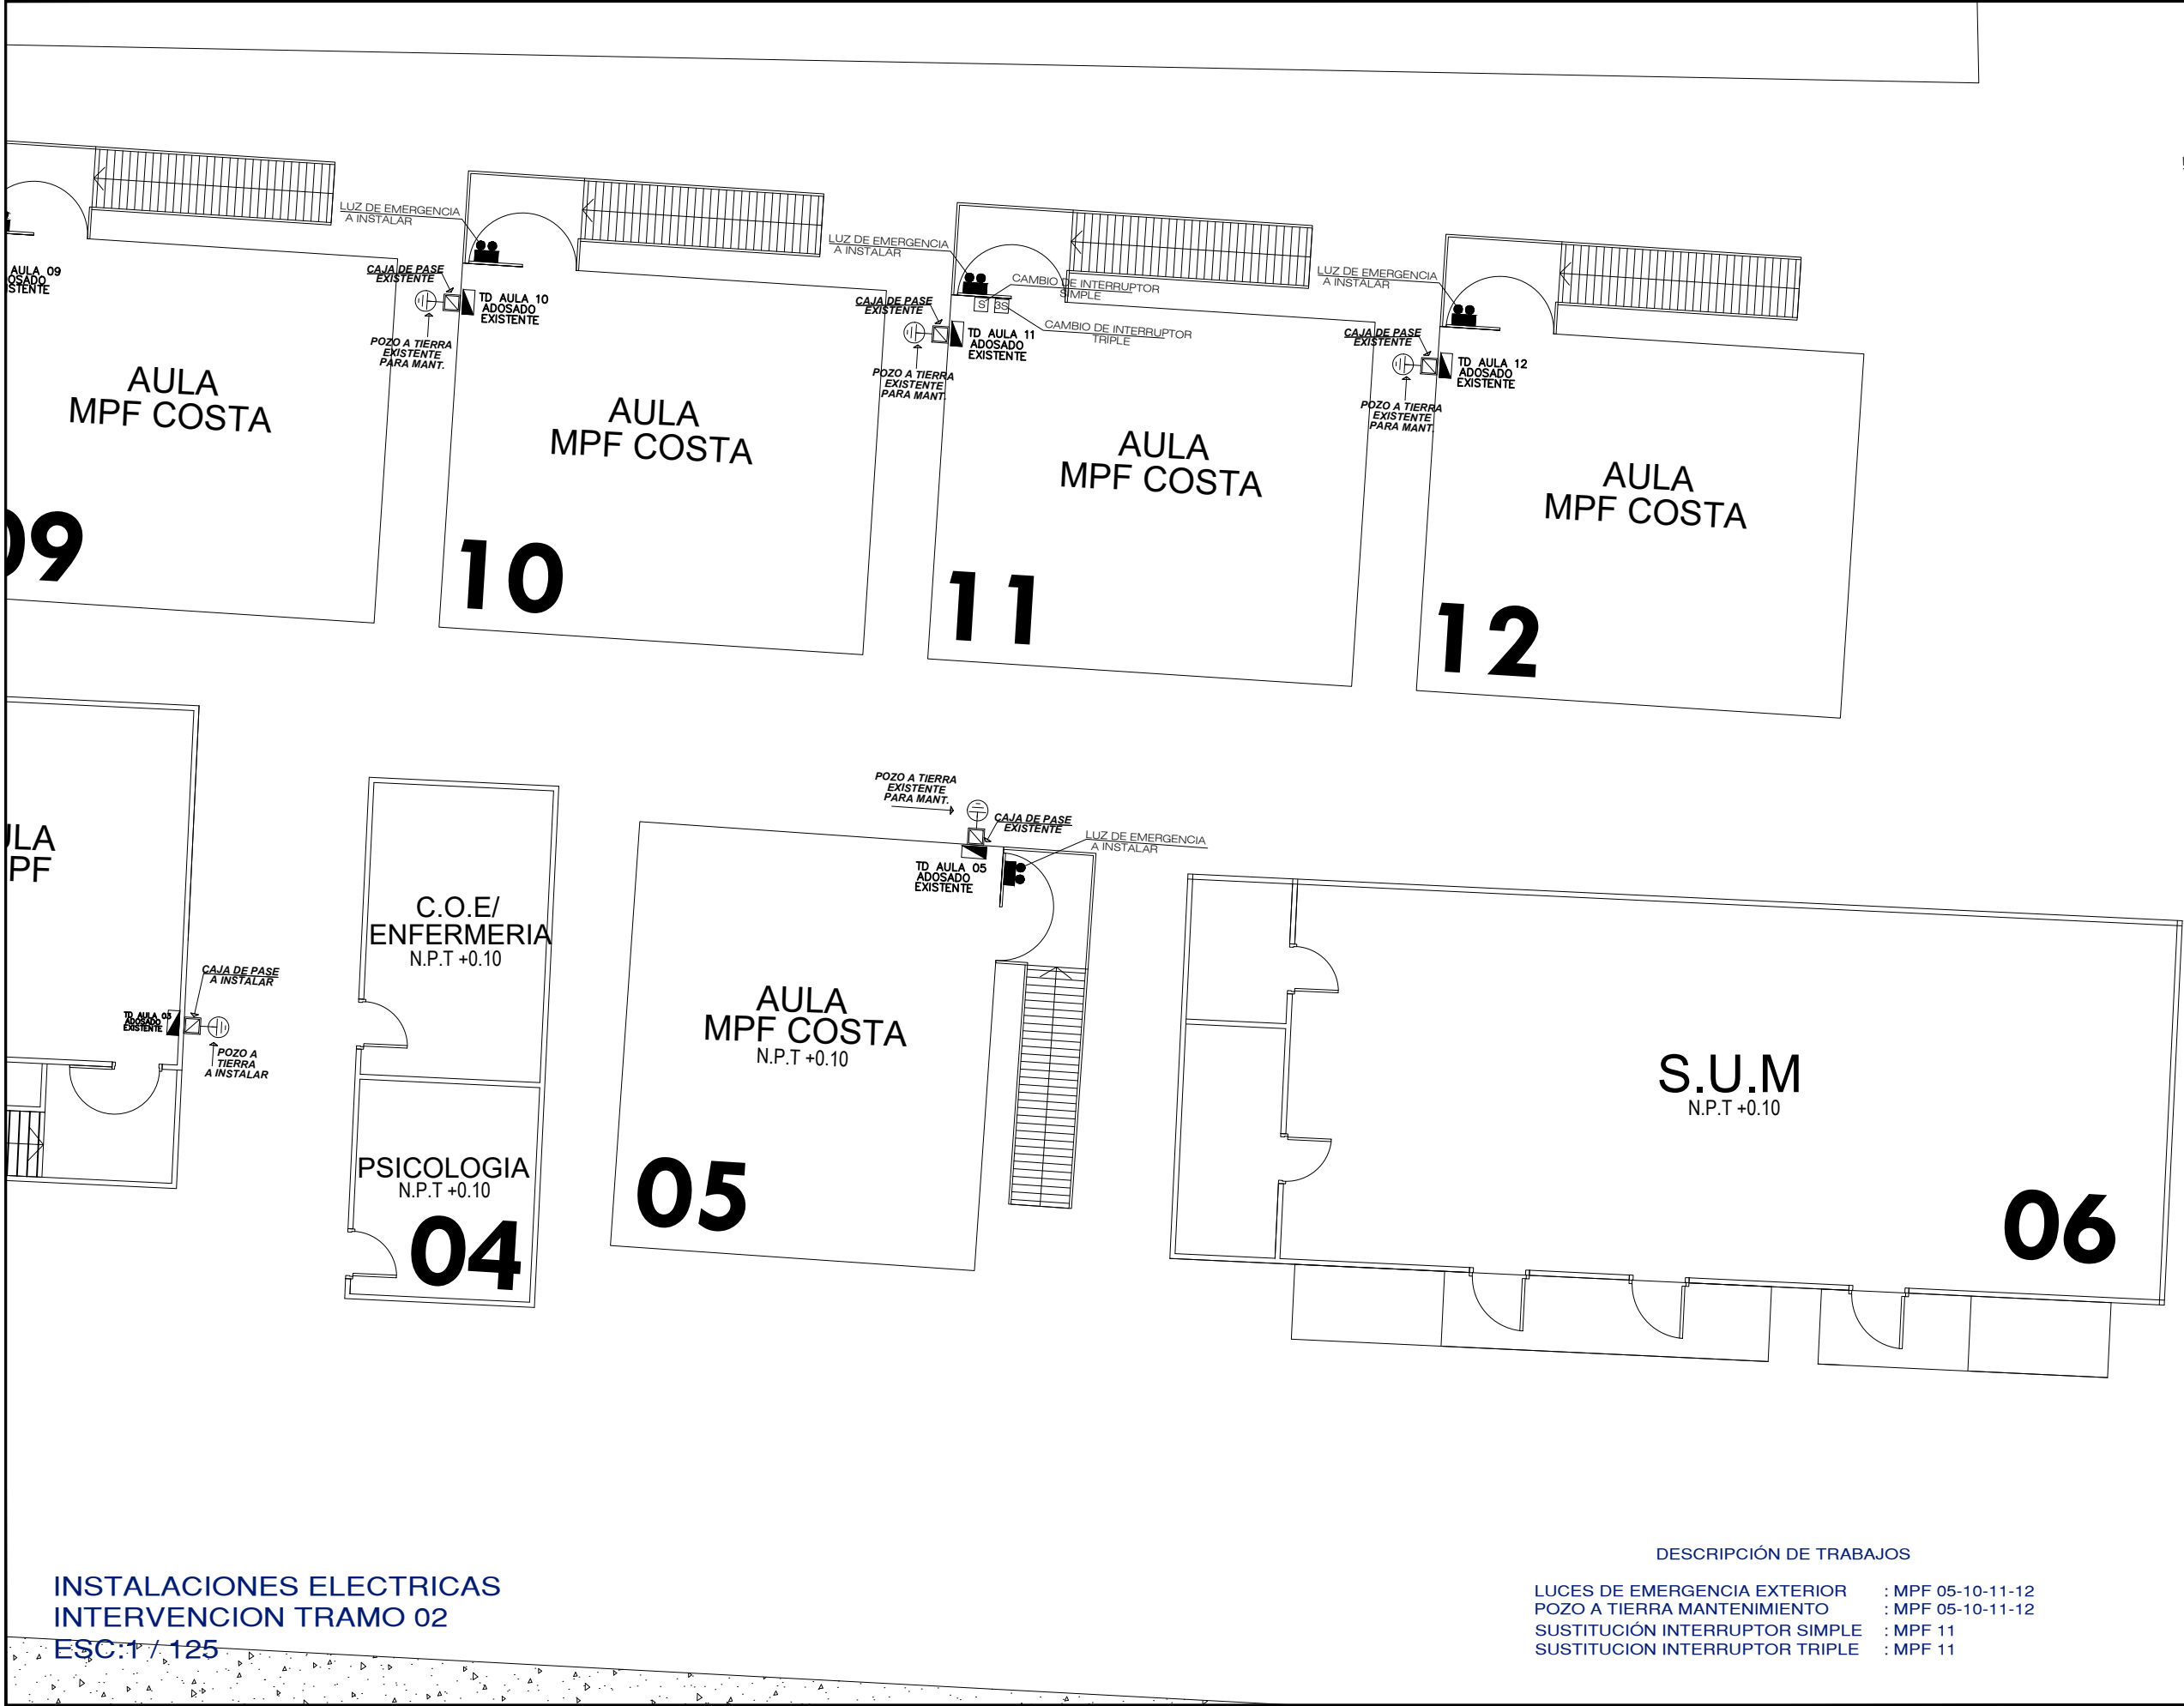 LUZ DE EMERGENCIA
A INSTALAR
CAJA DE PASE
EXISTENTE
TD AULA 10
ADOSADO
EXISTENTE
POZO A TIERRA
EXISTENTE
PARA MANT.
LUZ DE EMERGENCIA
A INSTALAR
CAMBIO DE INTERRUPTOR
SIMPLE
S 3S
CAMBIO DE INTERRUPTOR
TRIPLE
CAJA DE PASE
EXISTENTE
TD AULA 11
ADOSADO
EXISTENTE
POZO A TIERRA
EXISTENTE
PARA MANT.
LUZ DE EMERGENCIA
A INSTALAR
CAJA DE PASE
EXISTENTE
TD AULA 12
ADOSADO
EXISTENTE
POZO A TIERRA
EXISTENTE
PARA MANT.
AULA 09
OSADO
STENTE
AULA
MPF COSTA
09
AULA
MPF COSTA
10
AULA
MPF COSTA
11
AULA
MPF COSTA
12
ULA
PF
CAJA DE PASE
A INSTALAR
TD AULA 03
ADOSADO
EXISTENTE
POZO A
TIERRA
A INSTALAR
C.O.E/
ENFERMERIA
N.P.T +0.10
PSICOLOGIA
N.P.T +0.10
04
POZO A TIERRA
EXISTENTE
PARA MANT.
CAJA DE PASE
EXISTENTE
LUZ DE EMERGENCIA
A INSTALAR
TD AULA 05
ADOSADO
EXISTENTE
AULA
MPF COSTA
N.P.T +0.10
05
S.U.M
N.P.T +0.10
06
INSTALACIONES ELECTRICAS
INTERVENCION TRAMO 02
ESC:1 / 125
DESCRIPCIÓN DE TRABAJOS
LUCES DE EMERGENCIA EXTERIOR : MPF 05-10-11-12
POZO A TIERRA MANTENIMIENTO : MPF 05-10-11-12
SUSTITUCIÓN INTERRUPTOR SIMPLE : MPF 11
SUSTITUCION INTERRUPTOR TRIPLE : MPF 11